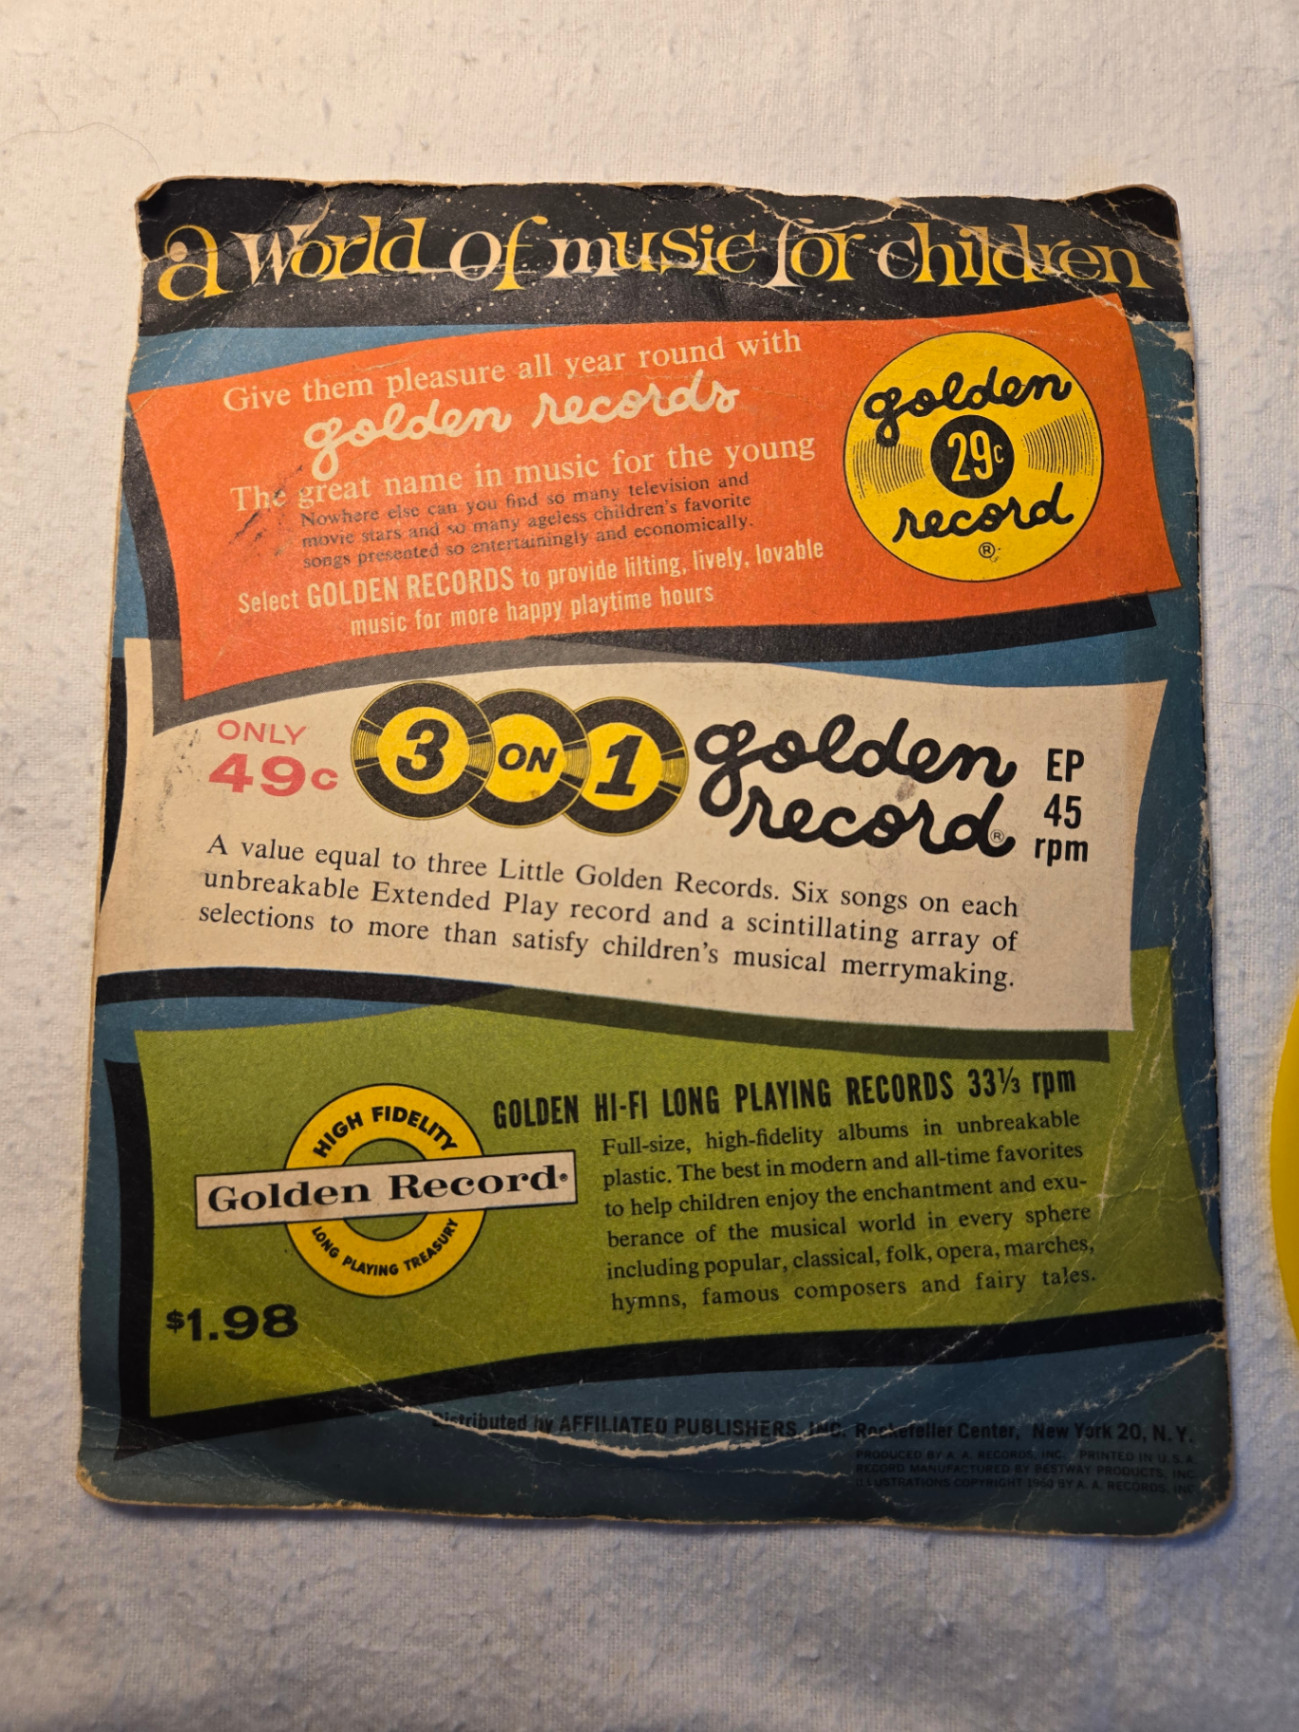 a World of music for children
Give them pleasure all year round with
golden records
The great name in music for the young
Nowhere else can you find so many television and
movie stars and so many ageless children's favorite
songs presented so entertainingly and economically.
Select GOLDEN RECORDS to provide lilting, lively, lovable
music for more happy playtime hours
golden
29c
record
®
ONLY
49c
3 ON 1
golden
record®
EP
45
rpm
A value equal to three Little Golden Records. Six songs on each
unbreakable Extended Play record and a scintillating array of
selections to more than satisfy children's musical merrymaking.
HIGH FIDELITY
Golden Record®
LONG PLAYING TREASURY
$1.98
GOLDEN HI-FI LONG PLAYING RECORDS 33⅓ rpm
Full-size, high-fidelity albums in unbreakable
plastic. The best in modern and all-time favorites
to help children enjoy the enchantment and exu-
berance of the musical world in every sphere
including popular, classical, folk, opera, marches,
hymns, famous composers and fairy tales.
Distributed by AFFILIATED PUBLISHERS, INC. Rockefeller Center, New York 20, N.Y.
PRODUCED BY A. A. RECORDS, INC. PRINTED IN U.S.A.
RECORD MANUFACTURED BY BESTWAY PRODUCTS, INC.
ILLUSTRATIONS COPYRIGHT 1960 BY A. A. RECORDS, INC.